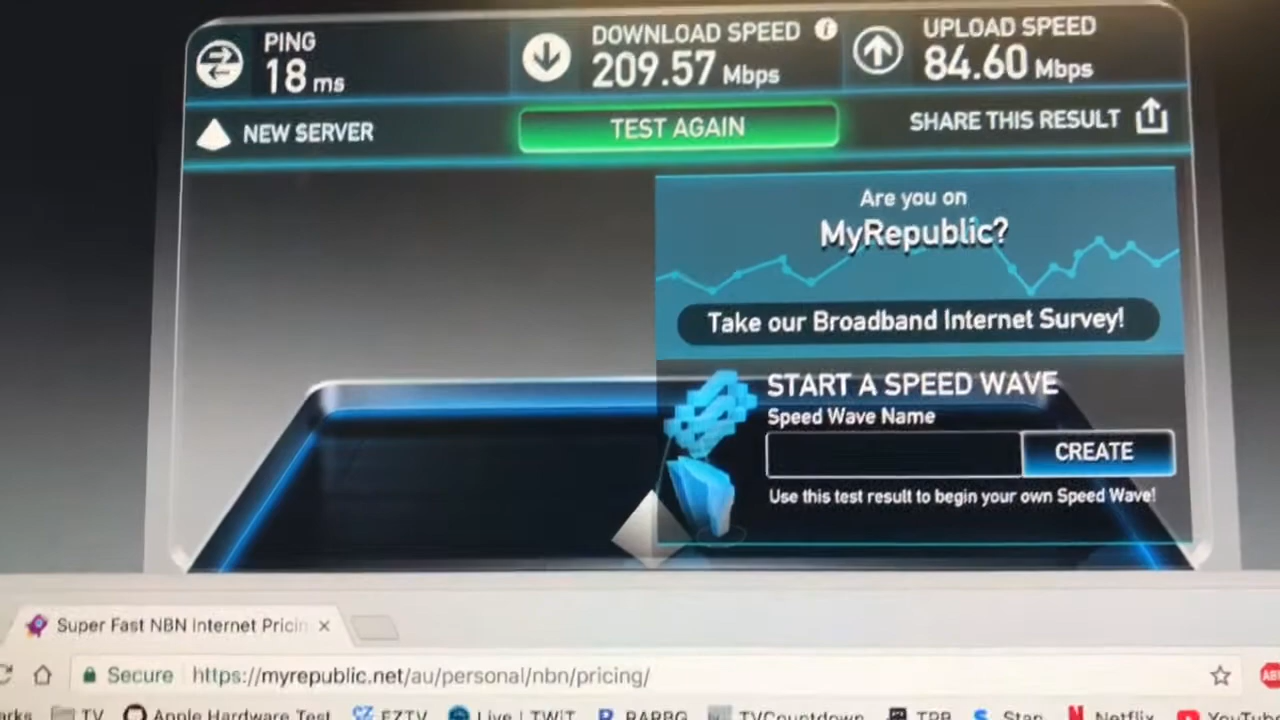 PING
18 ms
DOWNLOAD SPEED
209.57 Mbps
UPLOAD SPEED
84.60 Mbps
NEW SERVER
TEST AGAIN
SHARE THIS RESULT
Are you on
MyRepublic?
Take our Broadband Internet Survey!
START A SPEED WAVE
Speed Wave Name
CREATE
Use this test result to begin your own Speed Wave!
Super Fast NBN Internet Pricin
Secure https://myrepublic.net/au/personal/nbn/pricing/
arks TV Apple Hardware Test EZTV Live | TWiT RARBG TVCountdown TPB Stan Netflix YouTube